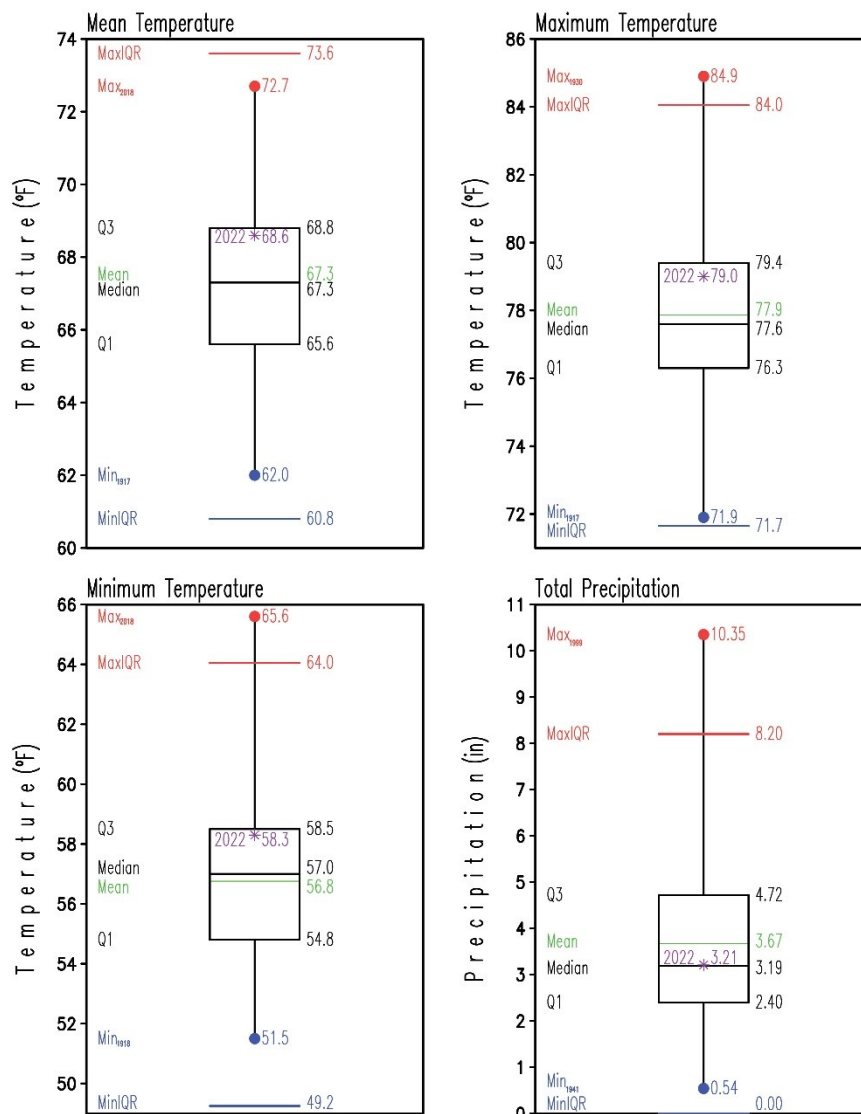 Mean Temperature
74
72
70
68
66
64
62
60
Temperature (°F)
MaxIQR 73.6
Max2018 72.7
Q3 68.8
2022 68.6
Mean 67.3
Median 67.3
Q1 65.6
Min1917 62.0
MinIQR 60.8
Maximum Temperature
86
84
82
80
78
76
74
72
Temperature (°F)
Max1930 84.9
MaxIQR 84.0
Q3 79.4
2022 79.0
Mean 77.9
Median 77.6
Q1 76.3
Min1917 71.9
MinIQR 71.7
Minimum Temperature
66
64
62
60
58
56
54
52
50
Temperature (°F)
Max2018 65.6
MaxIQR 64.0
Q3 58.5
2022 58.3
Median 57.0
Mean 56.8
Q1 54.8
Min1918 51.5
MinIQR 49.2
Total Precipitation
11
10
9
8
7
6
5
4
3
2
1
0
Precipitation (in)
Max1999 10.35
MaxIQR 8.20
Q3 4.72
Mean 3.67
2022 3.21
Median 3.19
Q1 2.40
Min1941 0.54
MinIQR 0.00